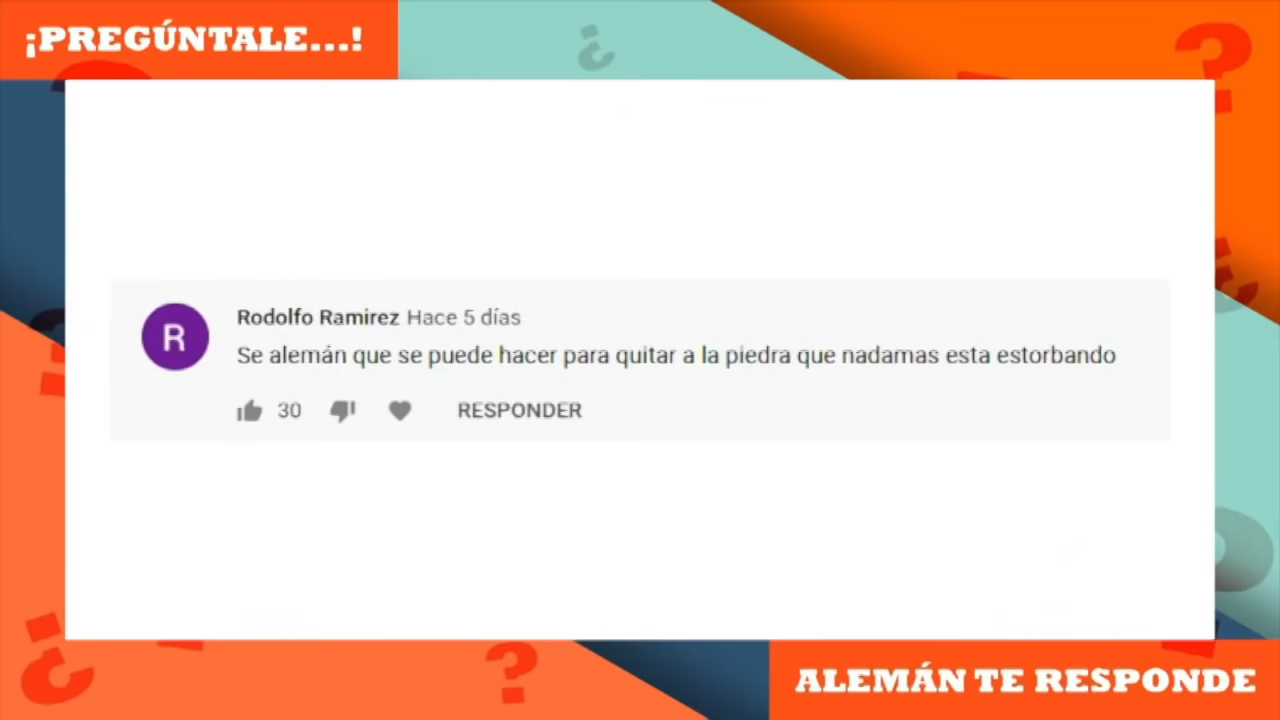 ¡PREGÚNTALE...!
R
Rodolfo Ramirez Hace 5 días
Se alemán que se puede hacer para quitar a la piedra que nadamas esta estorbando
30 RESPONDER
ALEMÁN TE RESPONDE